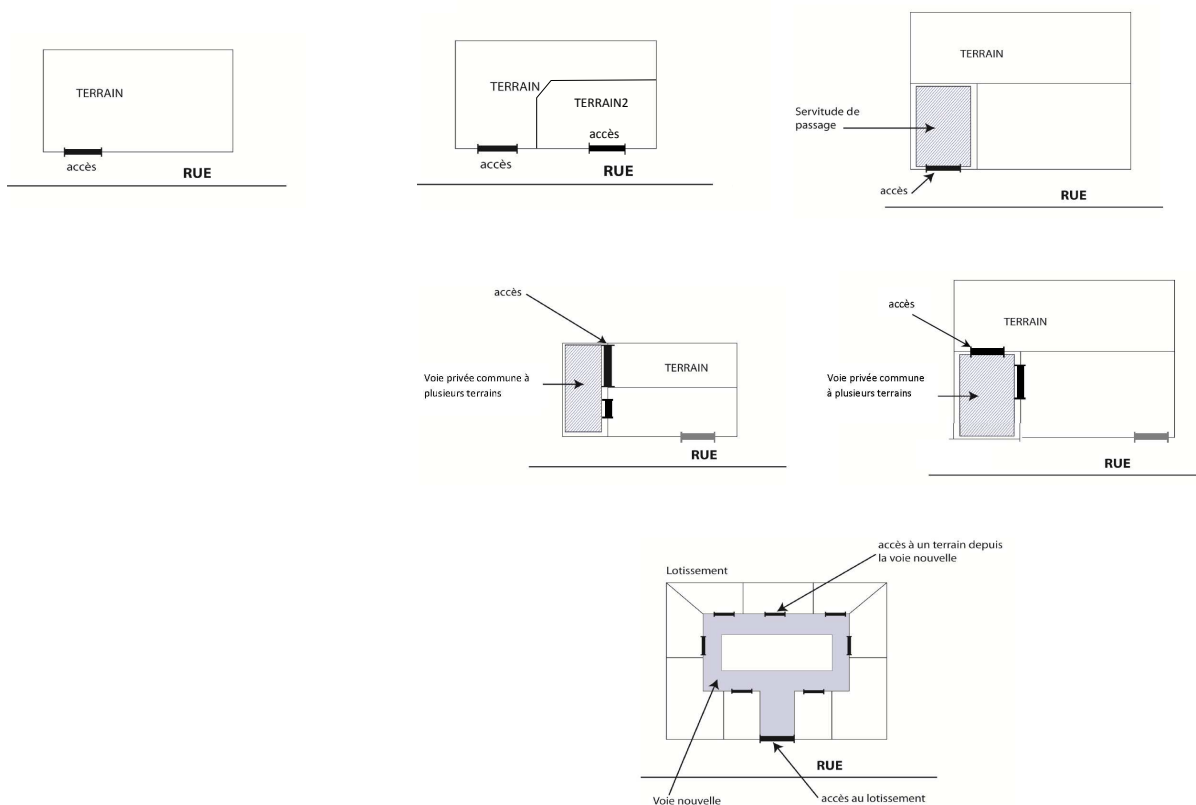 TERRAIN
accès
RUE
TERRAIN
TERRAIN2
accès
accès
RUE
TERRAIN
Servitude de
passage
accès
RUE
accès
TERRAIN
Voie privée commune à
plusieurs terrains
RUE
accès
TERRAIN
Voie privée commune
à plusieurs terrains
RUE
accès à un terrain depuis
la voie nouvelle
Lotissement
RUE
Voie nouvelle
accès au lotissement